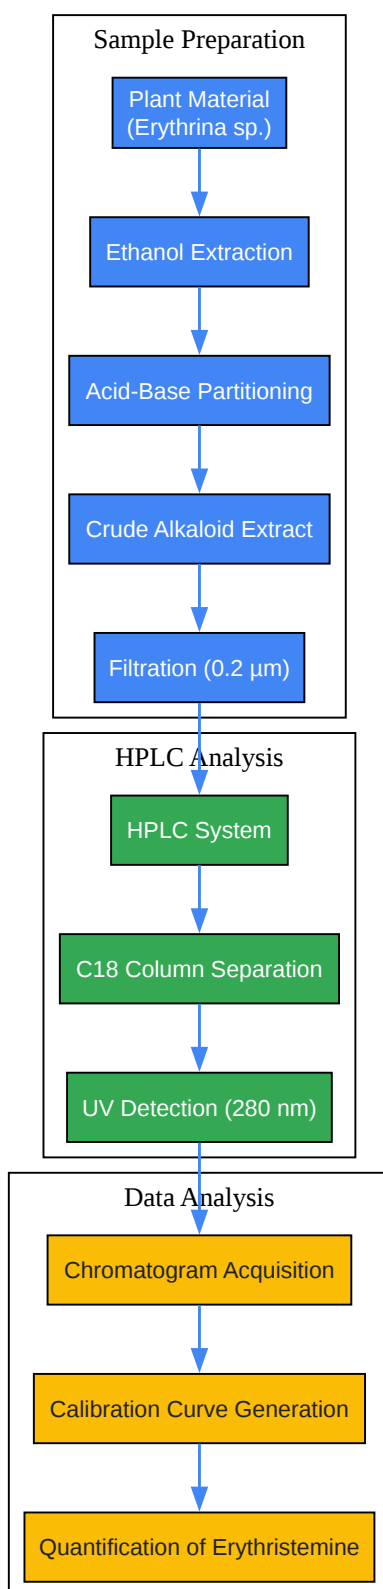 Sample Preparation
Plant Material
(Erythrina sp.)
Ethanol Extraction
Acid-Base Partitioning
Crude Alkaloid Extract
Filtration (0.2 µm)
HPLC Analysis
HPLC System
C18 Column Separation
UV Detection (280 nm)
Data Analysis
Chromatogram Acquisition
Calibration Curve Generation
Quantification of Erythristemine